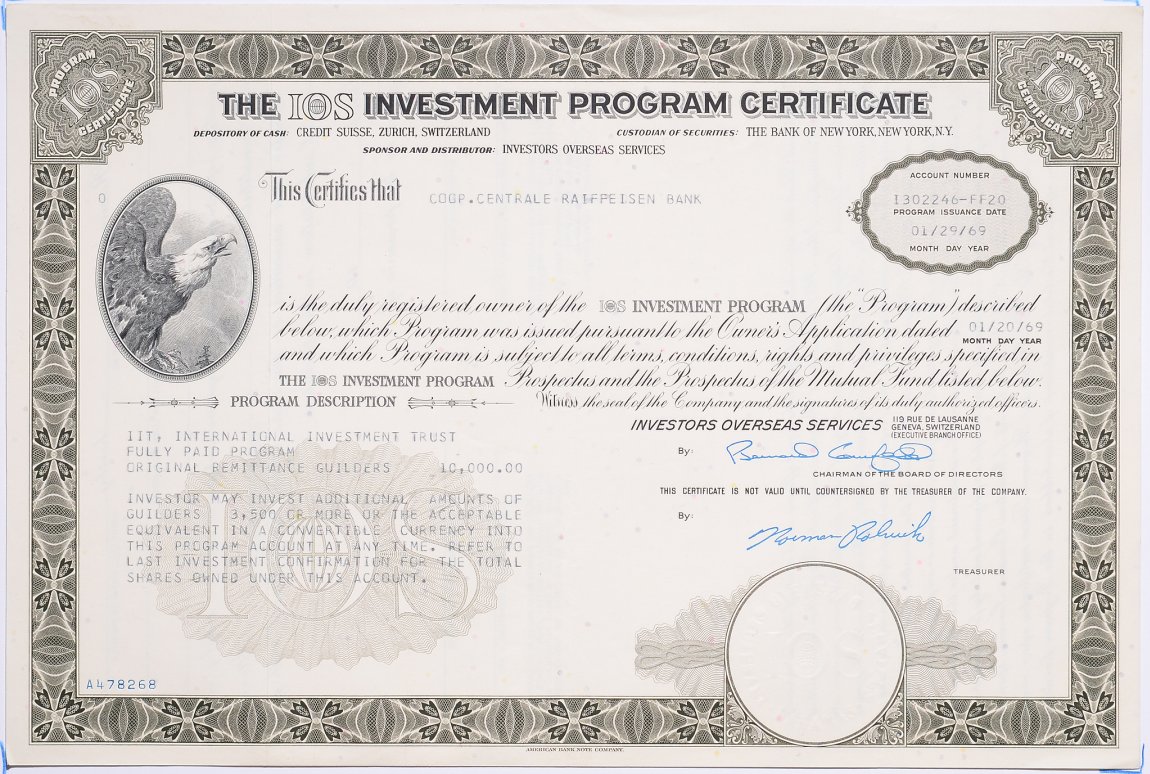 PROGRAM
IOS
CERTIFICATE
PROGRAM
IOS
CERTIFICATE
THE IOS INVESTMENT PROGRAM CERTIFICATE
DEPOSITORY OF CASH: CREDIT SUISSE, ZURICH, SWITZERLAND CUSTODIAN OF SECURITIES: THE BANK OF NEW YORK, NEW YORK, N.Y.
SPONSOR AND DISTRIBUTOR: INVESTORS OVERSEAS SERVICES
O This Certifies that COOP.CENTRALE RAIFPEISEN BANK
ACCOUNT NUMBER
I302246-FF20
PROGRAM ISSUANCE DATE
01/29/69
MONTH DAY YEAR
is the duly registered owner of the IOS INVESTMENT PROGRAM (the "Program") described
below, which Program was issued pursuant to the Owner's Application dated 01/20/69
MONTH DAY YEAR
and which Program is subject to all terms, conditions, rights and privileges specified in
THE IOS INVESTMENT PROGRAM Prospectus and the Prospectus of the Mutual Fund listed below.
PROGRAM DESCRIPTION
Witness, the seal of the Company and the signatures of its duly authorized officers.
INVESTORS OVERSEAS SERVICES 119 RUE DE LAUSANNE
GENEVA, SWITZERLAND
(EXECUTIVE BRANCH OFFICE)
IIT, INTERNATIONAL INVESTMENT TRUST
FULLY PAID PROGRAM
ORIGINAL REMITTANCE GUILDERS 10,000.00
INVESTOR MAY INVEST ADDITIONAL AMOUNTS OF
GUILDERS 3,500 OR MORE OR THE ACCEPTABLE
EQUIVALENT IN A CONVERTIBLE CURRENCY INTO
THIS PROGRAM ACCOUNT AT ANY TIME. REFER TO
LAST INVESTMENT CONFIRMATION FOR THE TOTAL
SHARES OWNED UNDER THIS ACCOUNT.
IOS
By: Bernard Cornfeld
CHAIRMAN OF THE BOARD OF DIRECTORS
THIS CERTIFICATE IS NOT VALID UNTIL COUNTERSIGNED BY THE TREASURER OF THE COMPANY.
By:
Norman Rolnick
TREASURER
A478268
AMERICAN BANK NOTE COMPANY.